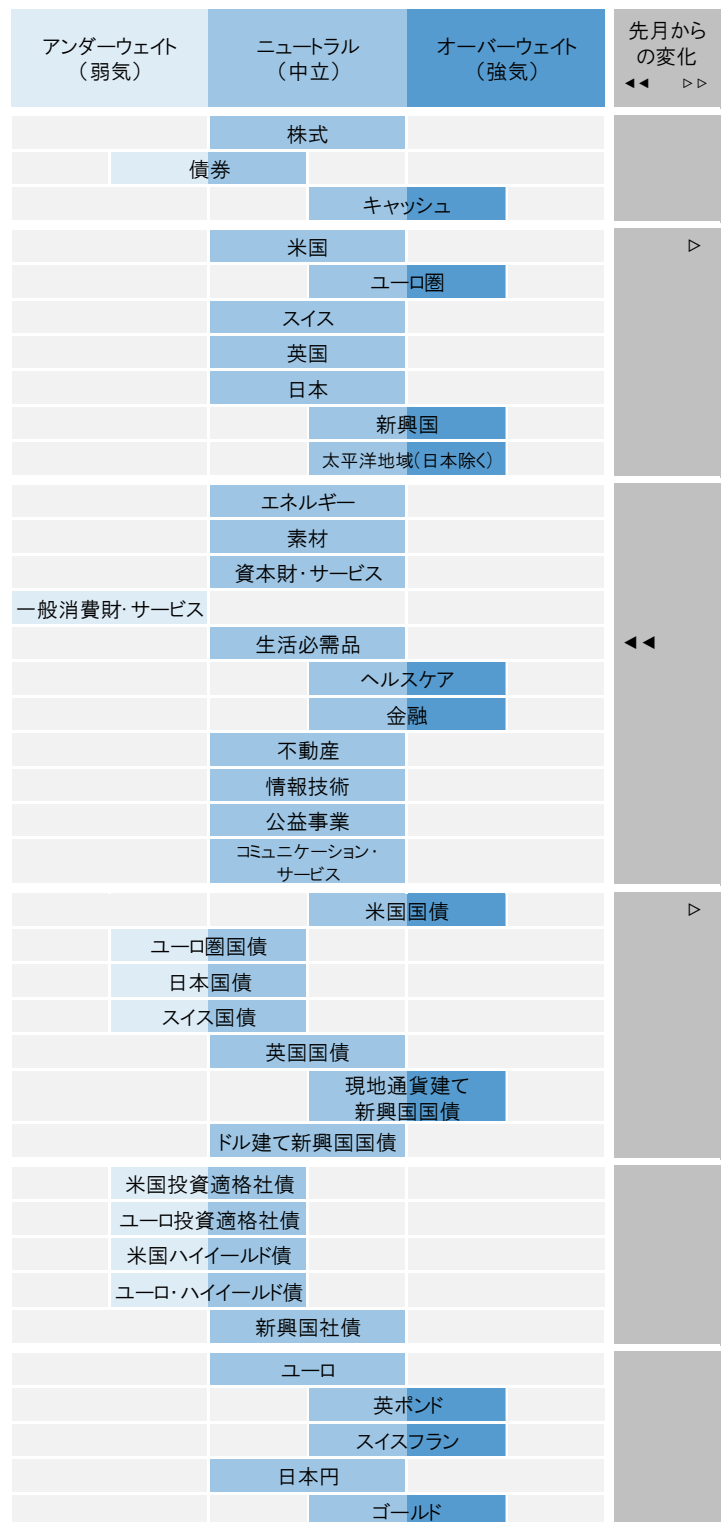 アンダーウェイト
（弱気）
ニュートラル
（中立）
オーバーウェイト
（強気）
先月から
の変化
◄◄ ▷▷
株式
債券
キャッシュ
米国 ▷
ユーロ圏
スイス
英国
日本
新興国
太平洋地域（日本除く）
エネルギー
素材
資本財・サービス
一般消費財・サービス
生活必需品 ◄◄
ヘルスケア
金融
不動産
情報技術
公益事業
コミュニケーション・
サービス
米国国債 ▷
ユーロ圏国債
日本国債
スイス国債
英国国債
現地通貨建て
新興国国債
ドル建て新興国国債
米国投資適格社債
ユーロ投資適格社債
米国ハイイールド債
ユーロ・ハイイールド債
新興国社債
ユーロ
英ポンド
スイスフラン
日本円
ゴールド